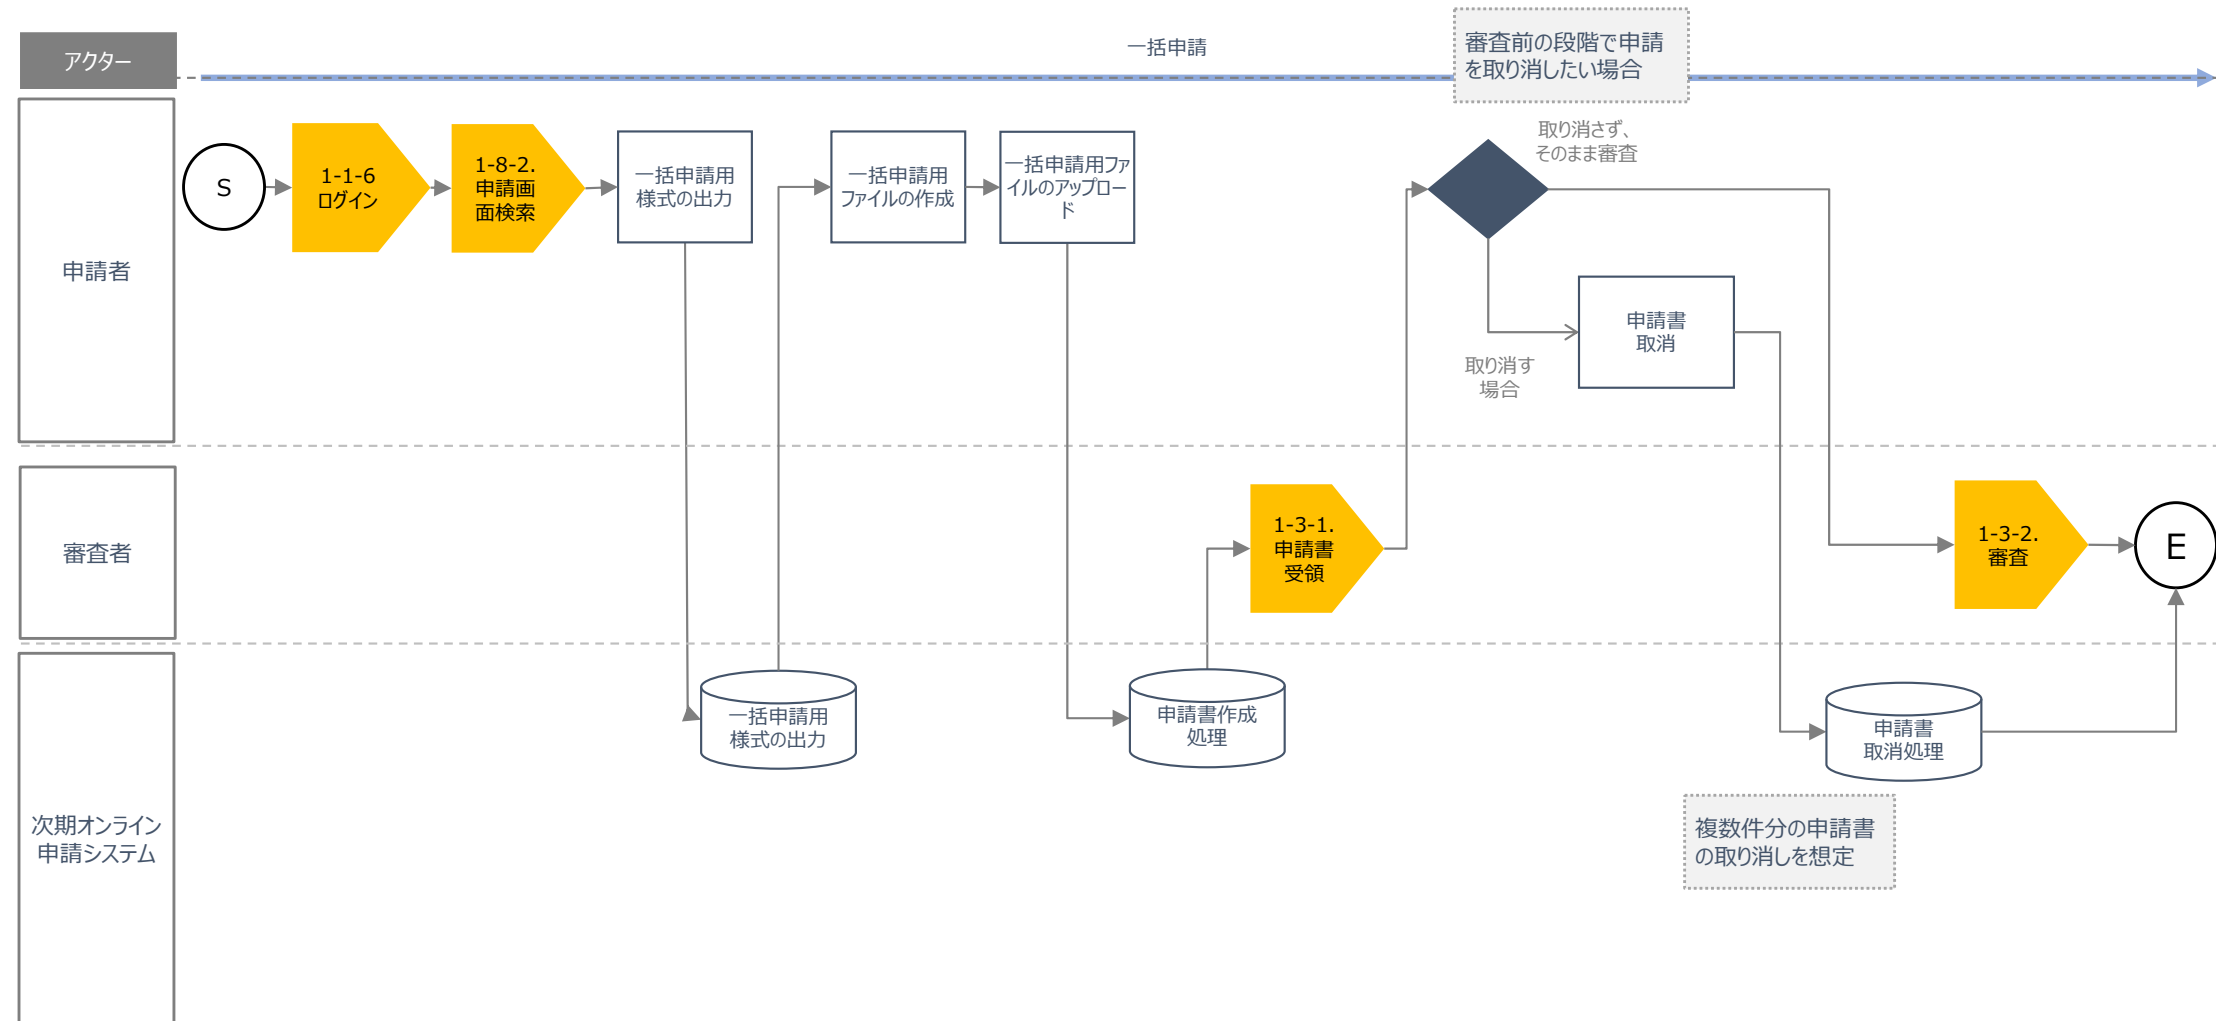 アクター
一括申請
審査前の段階で申請
を取り消したい場合
申請者
S
1-1-6
ログイン
1-8-2.
申請画
面検索
一括申請用
様式の出力
一括申請用
ファイルの作成
一括申請用ファ
イルのアップロー
ド
取り消さず、
そのまま審査
取り消す
場合
申請書
取消
審査者
1-3-1.
申請書
受領
1-3-2.
審査
E
次期オンライン
申請システム
一括申請用
様式の出力
申請書作成
処理
申請書
取消処理
複数件分の申請書
の取り消しを想定